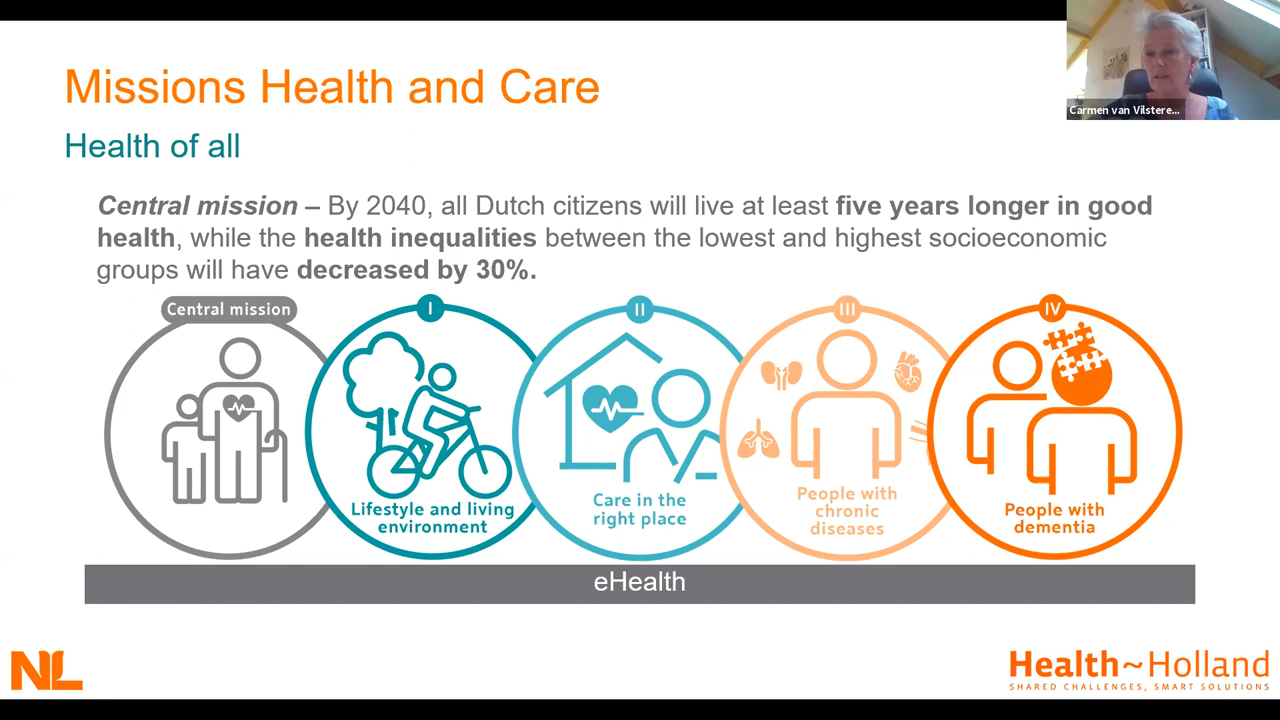 Missions Health and Care
Carmen van Vilstere...
Health of all
Central mission – By 2040, all Dutch citizens will live at least five years longer in good
health, while the health inequalities between the lowest and highest socioeconomic
groups will have decreased by 30%.
Central mission
I
II
III
IV
Lifestyle and living
environment
Care in the
right place
People with
chronic
diseases
People with
dementia
eHealth
NL
Health~Holland
SHARED CHALLENGES, SMART SOLUTIONS